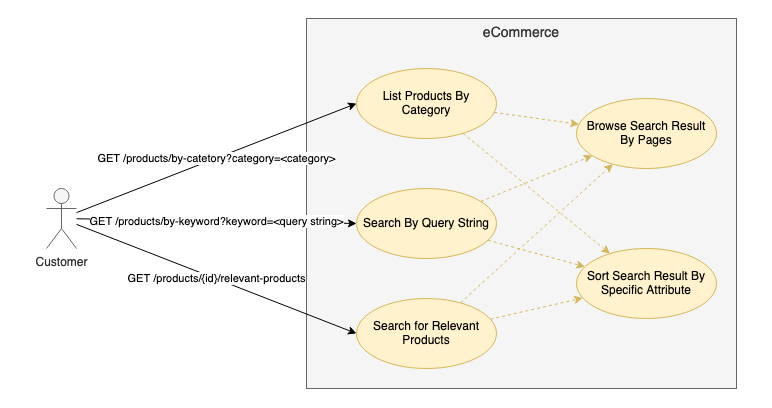 eCommerce
List Products By
Category
Browse Search Result
By Pages
GET /products/by-catetory?category=<category>
GET /products/by-keyword?keyword=<query string>
Search By Query String
Customer
GET /products/{id}/relevant-products
Sort Search Result By
Specific Attribute
Search for Relevant
Products